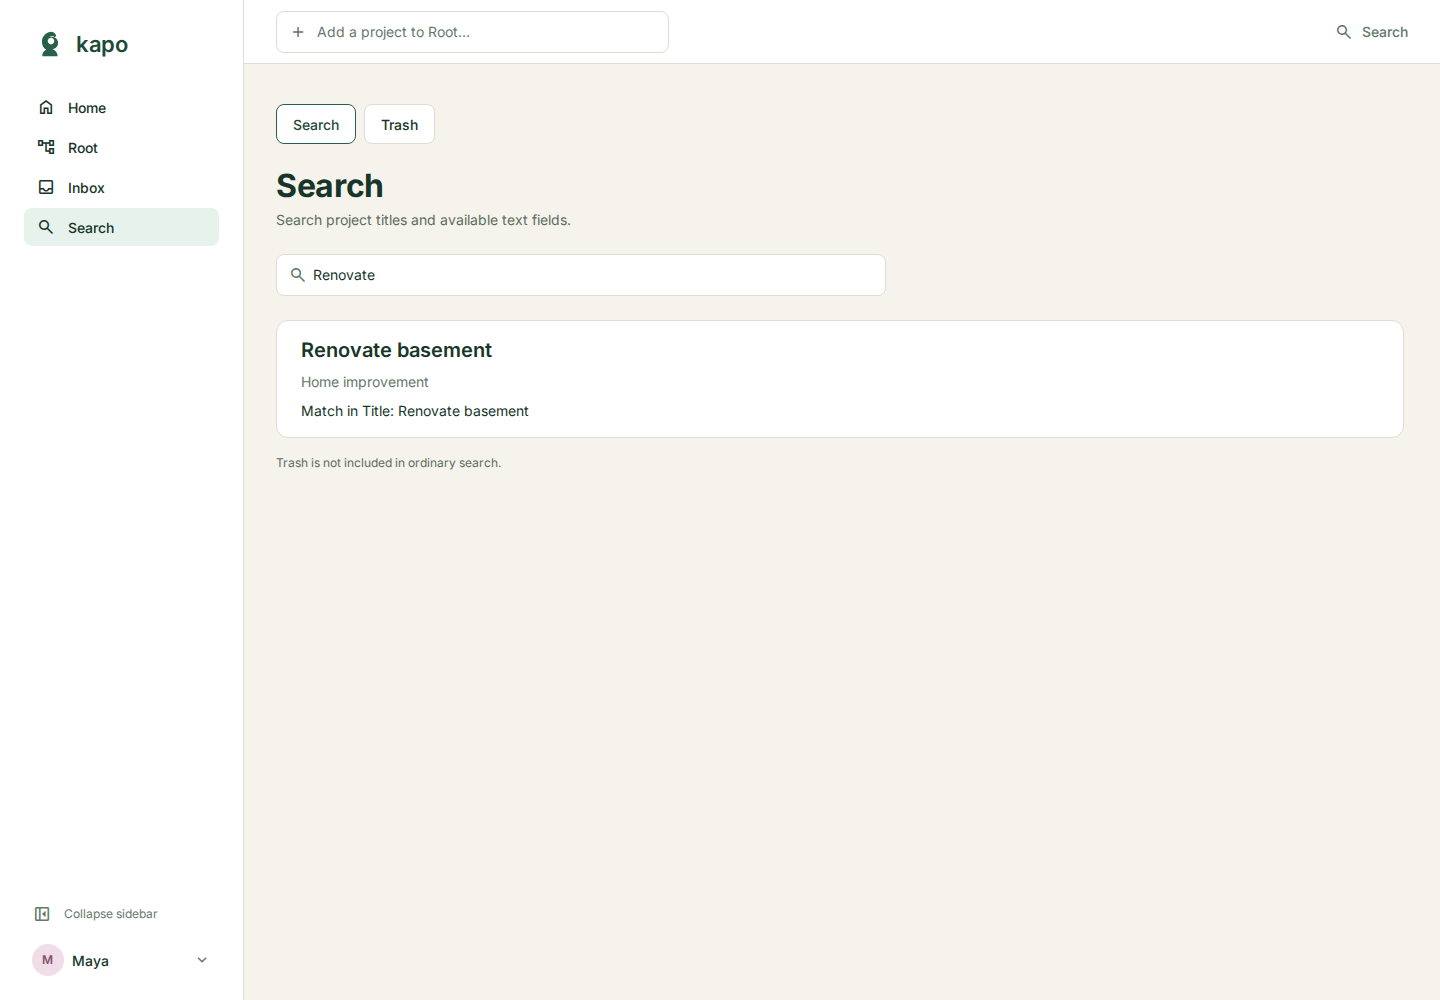 kapo
Home
Root
Inbox
Search
Collapse sidebar
M
Maya
Add a project to Root...
Search
Search
Trash
Search
Search project titles and available text fields.
Renovate
Renovate basement
Home improvement
Match in Title: Renovate basement
Trash is not included in ordinary search.